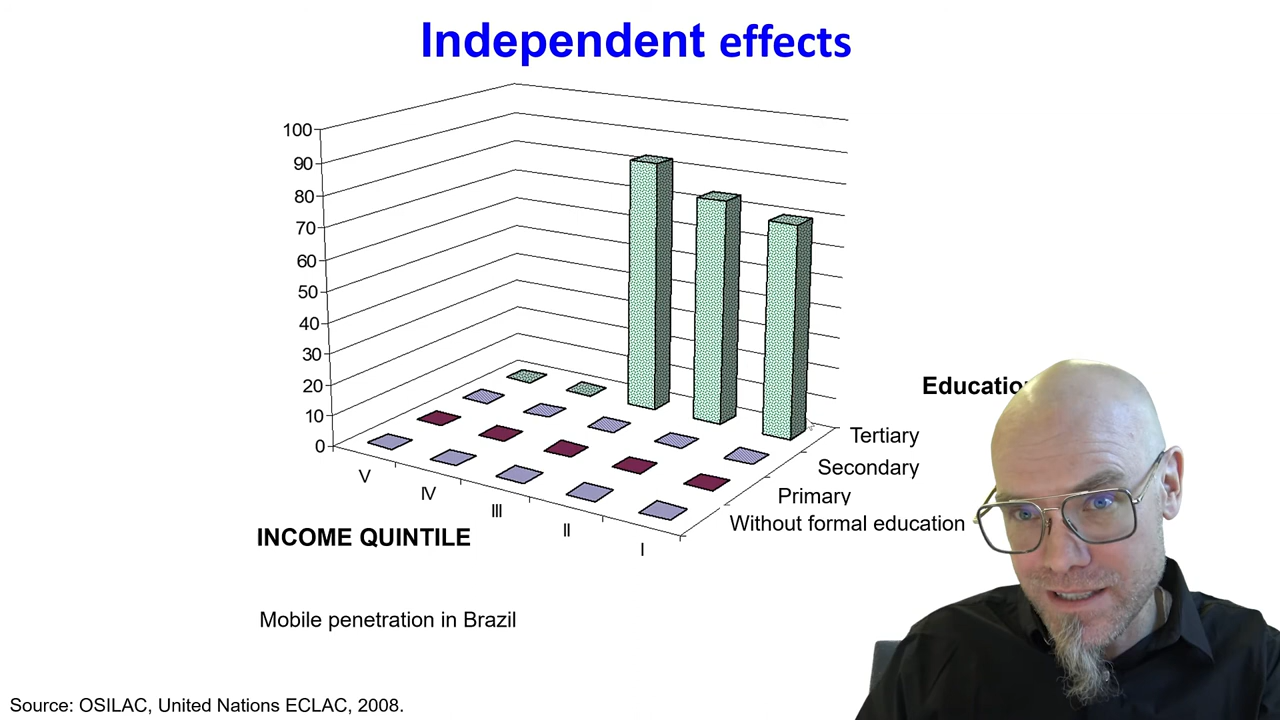 Independent effects
100
90
80
70
60
50
40
30
20
10
0
V
IV
III
II
I
INCOME QUINTILE
Tertiary
Secondary
Primary
Without formal education
Mobile penetration in Brazil
Source: OSILAC, United Nations ECLAC, 2008.